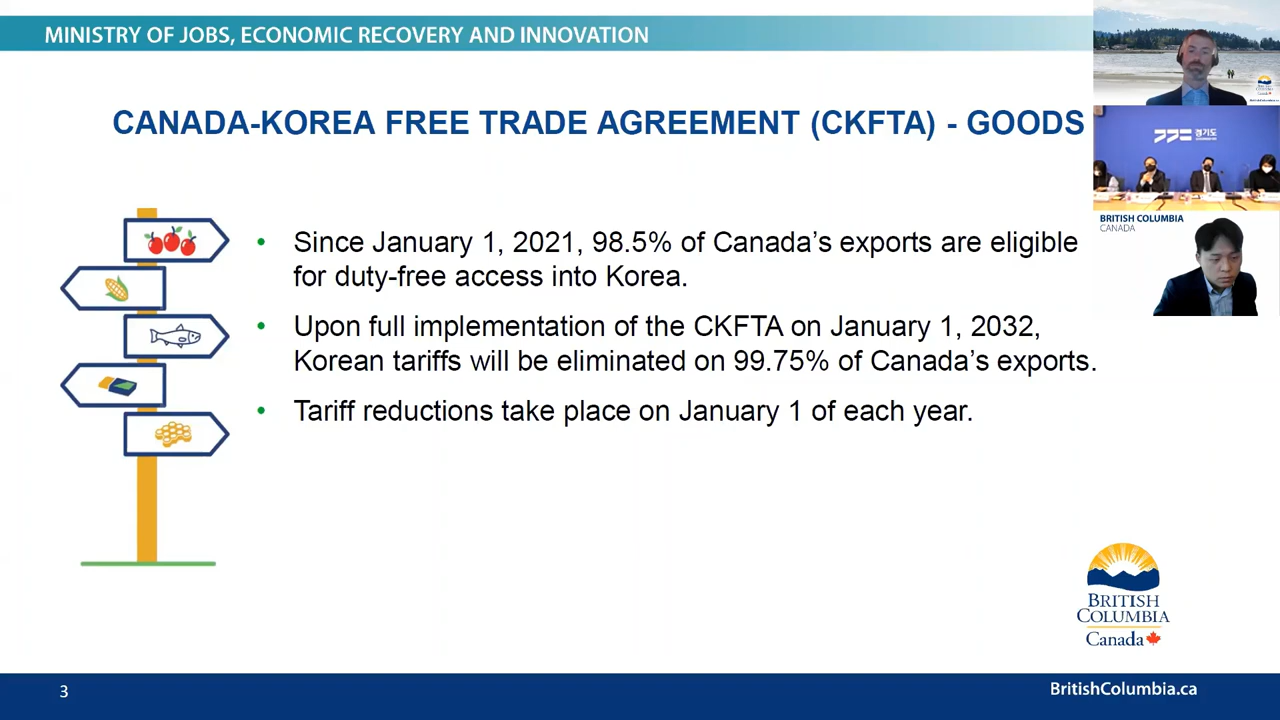 MINISTRY OF JOBS, ECONOMIC RECOVERY AND INNOVATION
CANADA-KOREA FREE TRADE AGREEMENT (CKFTA) - GOODS
• Since January 1, 2021, 98.5% of Canada’s exports are eligible
for duty-free access into Korea.
• Upon full implementation of the CKFTA on January 1, 2032,
Korean tariffs will be eliminated on 99.75% of Canada’s exports.
• Tariff reductions take place on January 1 of each year.
경기도
BRITISH COLUMBIA
CANADA
BRITISH
COLUMBIA
Canada
3
BritishColumbia.ca